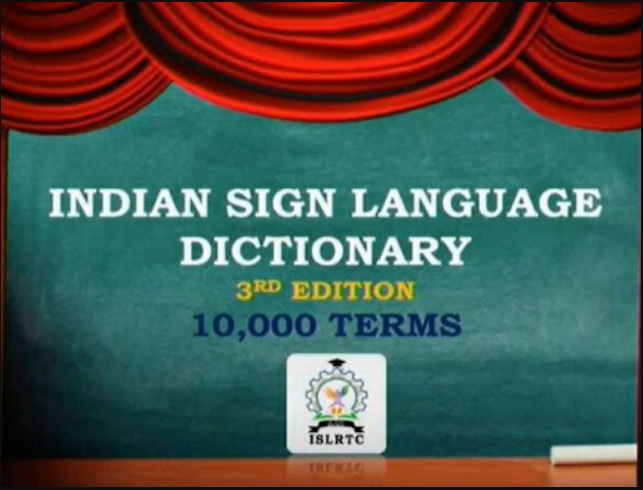 INDIAN SIGN LANGUAGE
DICTIONARY
3RD EDITION
10,000 TERMS
ISLRTC